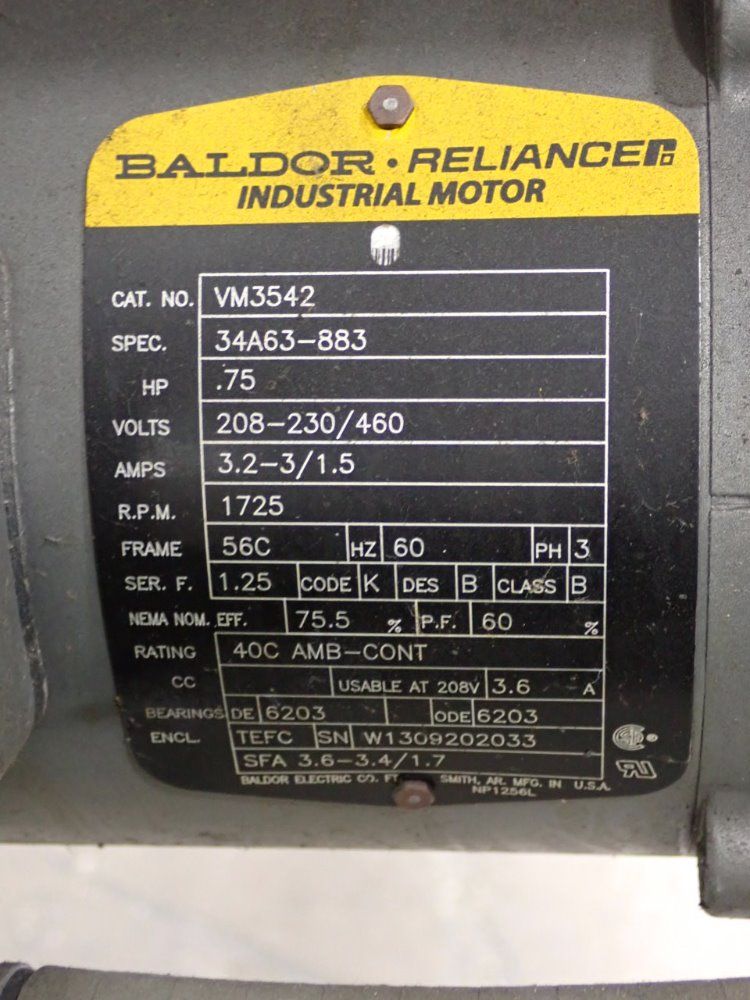 BALDOR • RELIANCE
INDUSTRIAL MOTOR
CAT. NO. VM3542
SPEC. 34A63-883
HP .75
VOLTS 208-230/460
AMPS 3.2-3/1.5
R.P.M. 1725
FRAME 56C HZ 60 PH 3
SER. F. 1.25 CODE K DES B CLASS B
NEMA NOM. EFF. 75.5 % P.F. 60 %
RATING 40C AMB-CONT
CC USABLE AT 208V 3.6 A
BEARINGS DE 6203 ODE 6203
ENCL. TEFC SN W1309202033
SFA 3.6-3.4/1.7
BALDOR ELECTRIC CO. FT SMITH, AR. MFG. IN U.S.A.
NP1256L